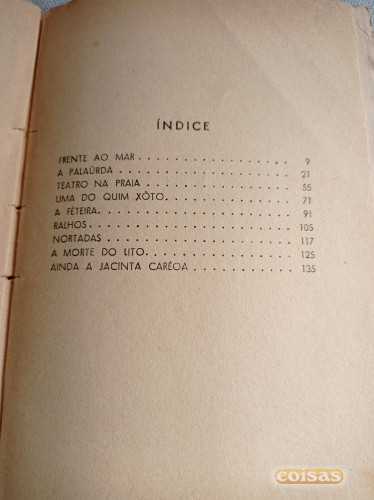 ÍNDICE
FRENTE AO MAR . . . . . . . . . . . . . . . 9
A PALAÚRDA . . . . . . . . . . . . . . . . 21
TEATRO NA PRAIA . . . . . . . . . . . . . 55
UMA DO QUIM XÔTO. . . . . . . . . . . . 71
A FÉTEIRA. . . . . . . . . . . . . . . . . 91
RALHOS . . . . . . . . . . . . . . . . . . 105
NORTADAS . . . . . . . . . . . . . . . . . 117
A MORTE DO LITO. . . . . . . . . . . . . 125
AINDA A JACINTA CARÊOA . . . . . . . . 135
coisas